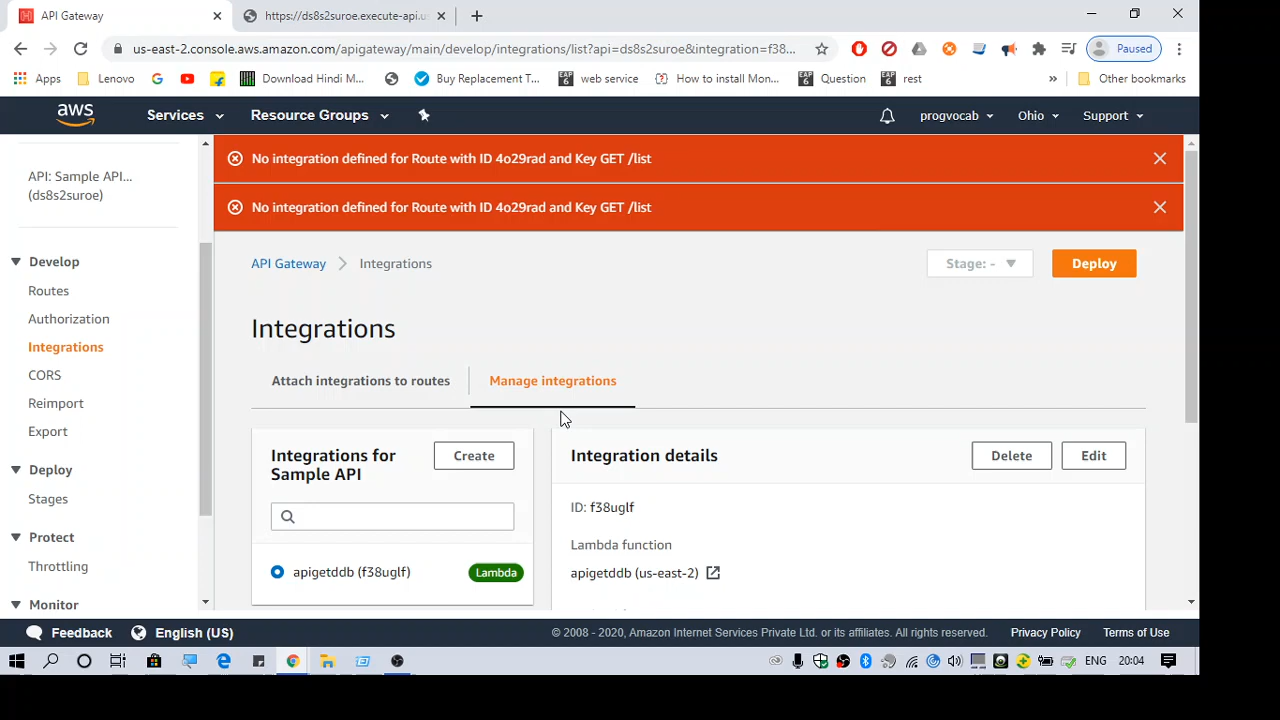 API Gateway
https://ds8s2suroe.execute-api.us
us-east-2.console.aws.amazon.com/apigateway/main/develop/integrations/list?api=ds8s2suroe&integration=f38...
Paused
Apps
Lenovo
Download Hindi M...
Buy Replacement T...
web service
How to Install Mon...
Question
rest
»
Other bookmarks
aws
Services
Resource Groups
progvocab
Ohio
Support
API: Sample API...
(ds8s2suroe)
Develop
Routes
Authorization
Integrations
CORS
Reimport
Export
Deploy
Stages
Protect
Throttling
Monitor
No integration defined for Route with ID 4o29rad and Key GET /list
No integration defined for Route with ID 4o29rad and Key GET /list
API Gateway
Integrations
Stage: -
Deploy
Integrations
Attach integrations to routes
Manage integrations
Integrations for
Sample API
Create
apigetddb (f38uglf)
Lambda
Integration details
Delete
Edit
ID: f38uglf
Lambda function
apigetddb (us-east-2)
Feedback
English (US)
© 2008 - 2020, Amazon Internet Services Private Ltd. or its affiliates. All rights reserved.
Privacy Policy
Terms of Use
ENG
20:04